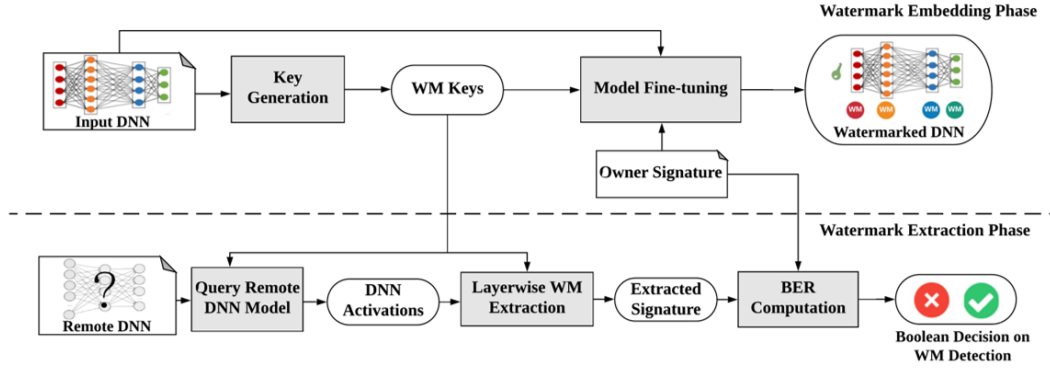 Watermark Embedding Phase
Input DNN
Key
Generation
WM Keys
Model Fine-tuning
WM WM WM WM
Watermarked DNN
Owner Signature
Watermark Extraction Phase
?
Remote DNN
Query Remote
DNN Model
DNN
Activations
Layerwise WM
Extraction
Extracted
Signature
BER
Computation
Boolean Decision on
WM Detection